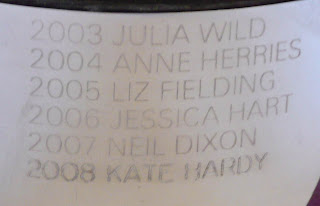 2003 JULIA WILD
2004 ANNE HERRIES
2005 LIZ FIELDING
2006 JESSICA HART
2007 NEIL DIXON
2008 KATE HARDY